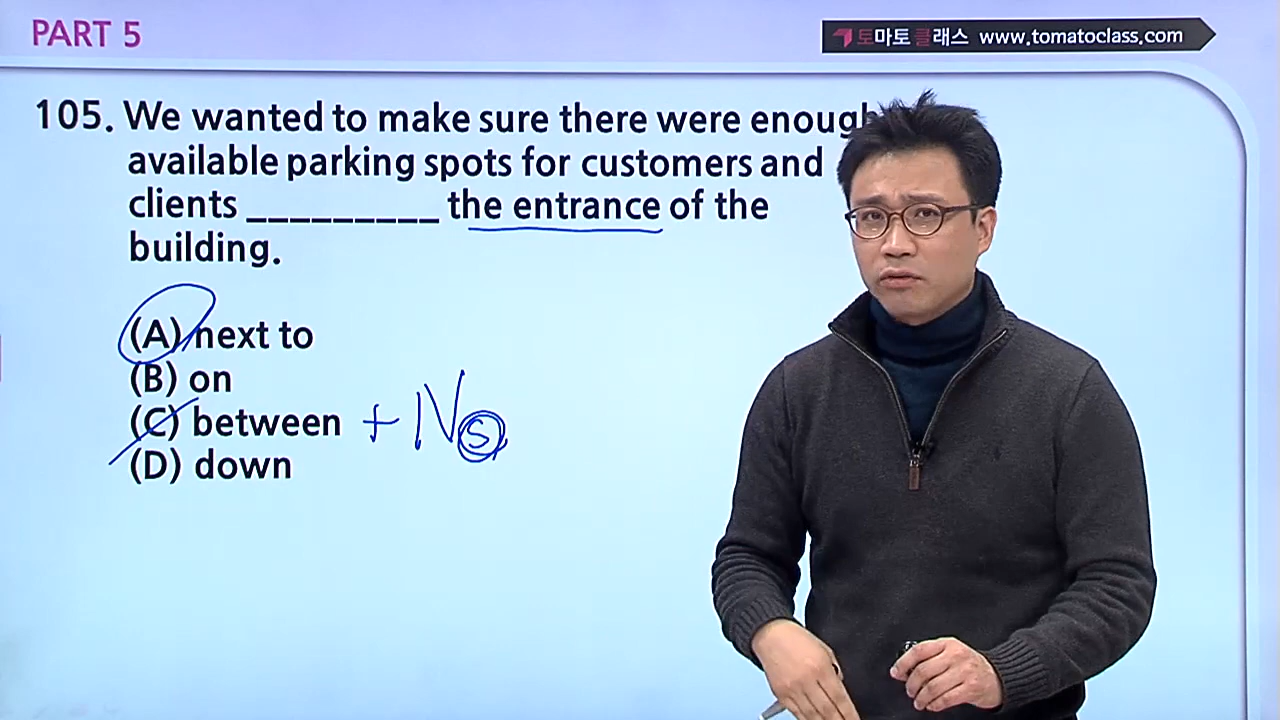 PART 5
토마토클래스 www.tomatoclass.com
105. We wanted to make sure there were enough
available parking spots for customers and
clients _________ the entrance of the
building.
(A) next to
(B) on
(C) between + Ns
(D) down